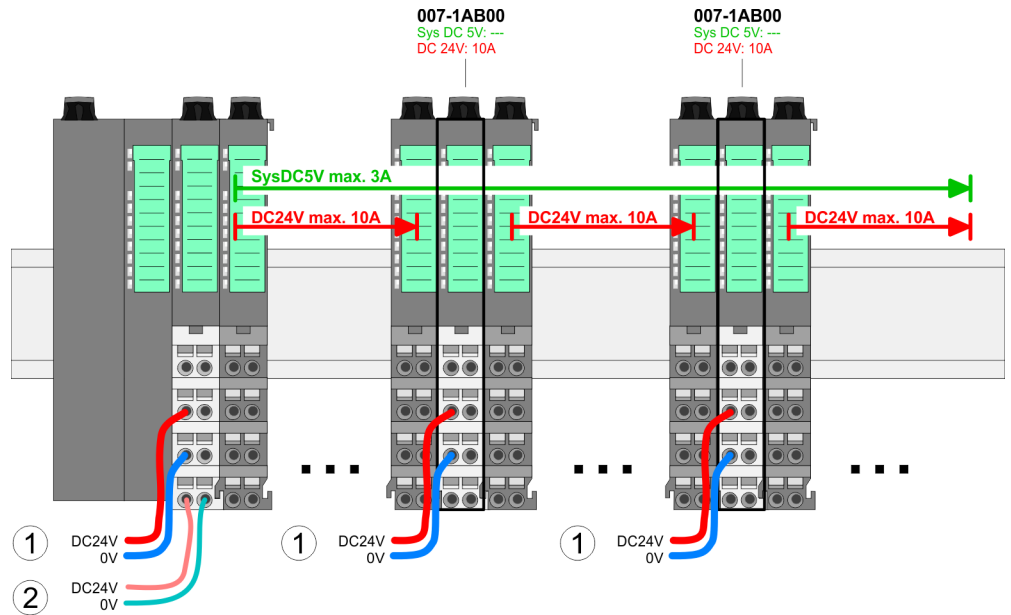 007-1AB00
Sys DC 5V: ---
DC 24V: 10A
007-1AB00
Sys DC 5V: ---
DC 24V: 10A
SysDC5V max. 3A
DC24V max. 10A
DC24V max. 10A
DC24V max. 10A
1
DC24V
0V
1
DC24V
0V
1
DC24V
0V
2
DC24V
0V